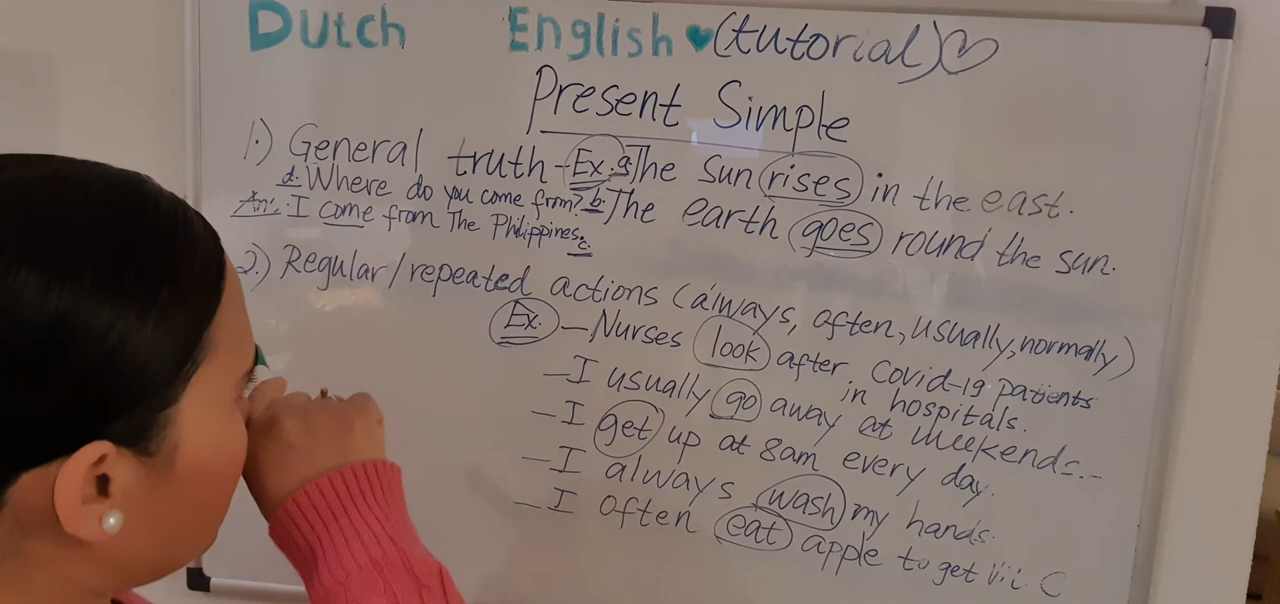 Dutch English ♥ (tutorial) ♡
Present Simple
1.) General truth - Ex. a. The sun rises in the east.
d. Where do you come from? b. The earth goes round the sun.
Ans: I come from The Philippines. c.
2.) Regular/repeated actions (always, often, usually, normally)
Ex. - Nurses look after Covid-19 patients
in hospitals.
- I usually go away at weekends.
- I get up at 8am every day.
- I always wash my hands.
- I often eat apple to get C